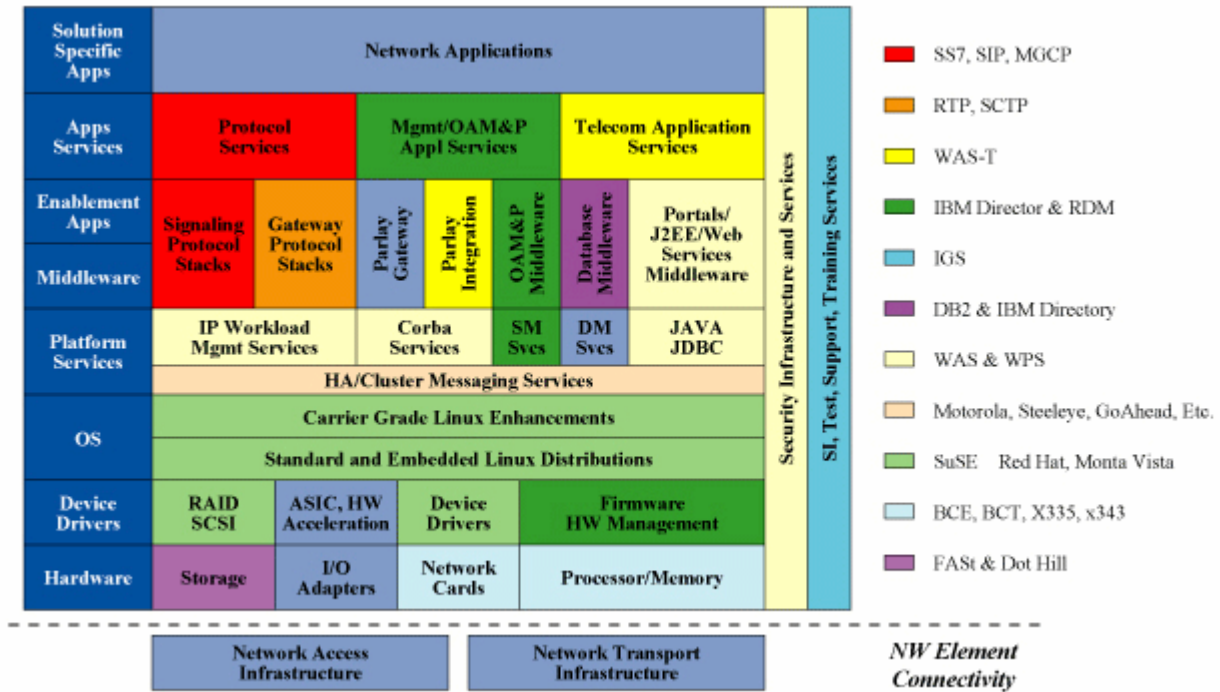 Solution
Specific
Apps
Network Applications
Apps
Services
Protocol
Services
Mgmt/OAM&P
Appl Services
Telecom Application
Services
Enablement
Apps
Middleware
Signaling
Protocol
Stacks
Gateway
Protocol
Stacks
Parlay
Gateway
Parlay
Integration
OAM&P
Middleware
Database
Middleware
Portals/
J2EE/Web
Services
Middleware
Platform
Services
IP Workload
Mgmt Services
Corba
Services
SM
Svcs
DM
Svcs
JAVA
JDBC
HA/Cluster Messaging Services
OS
Carrier Grade Linux Enhancements
Standard and Embedded Linux Distributions
Device
Drivers
RAID
SCSI
ASIC, HW
Acceleration
Device
Drivers
Firmware
HW Management
Hardware
Storage
I/O
Adapters
Network
Cards
Processor/Memory
Security Infrastructure and Services
SI, Test, Support, Training Services
SS7, SIP, MGCP
RTP, SCTP
WAS-T
IBM Director & RDM
IGS
DB2 & IBM Directory
WAS & WPS
Motorola, Steeleye, GoAhead, Etc.
SuSE Red Hat, Monta Vista
BCE, BCT, X335, x343
FASt & Dot Hill
Network Access
Infrastructure
Network Transport
Infrastructure
NW Element
Connectivity